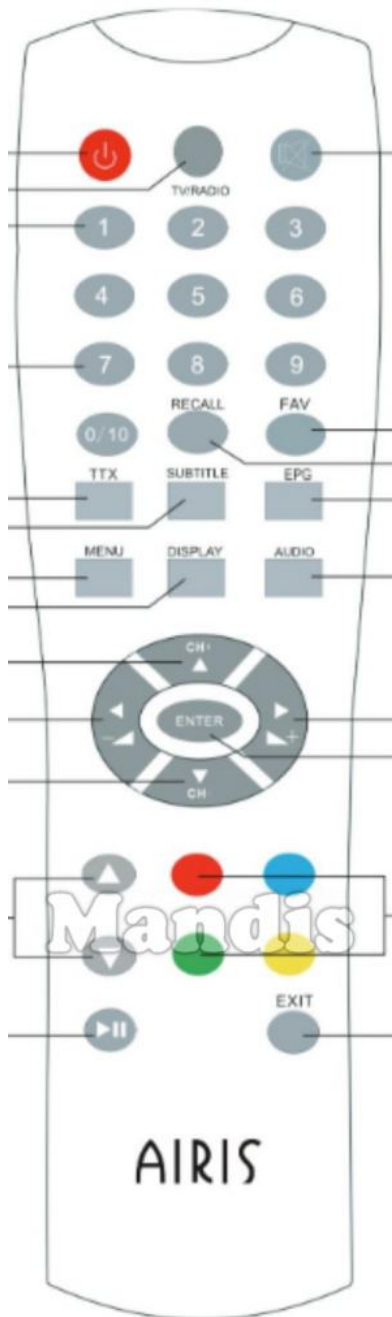 TV/RADIO
1 2 3
4 5 6
7 8 9
RECALL FAV
0/10
TTX SUBTITLE EPG
MENU DISPLAY AUDIO
CH+
ENTER
− +
CH-
Mandis
EXIT
AIRIS